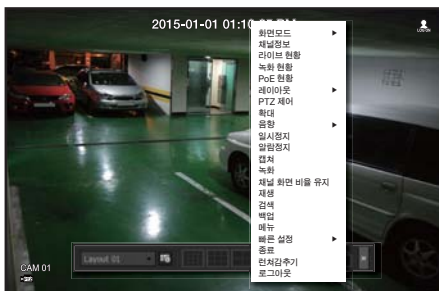 2015-01-01 01:10
화면모드
채널정보
라이브 현황
녹화 현황
PoE 현황
레이아웃
PTZ 제어
확대
음향
일시정지
알람정지
캡쳐
녹화
채널 화면 비율 유지
재생
검색
백업
메뉴
빠른 설정
종료
런쳐감추기
로그아웃
Layout 01
CAM 01